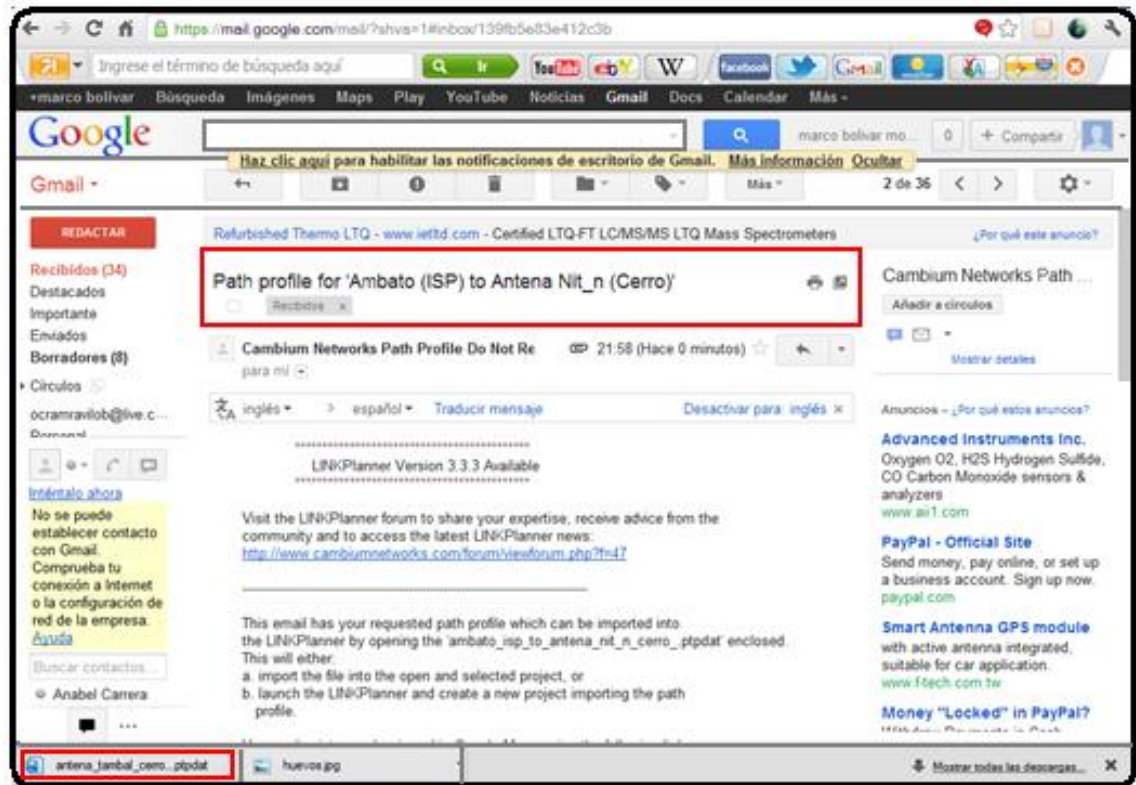 https://mail.google.com/mail/?shva=1#inbox/139fb5e83e412c3b
Ingrese el término de búsqueda aquí
Ir
YouTube
ebY
W
facebook
Gmail
+marco bolivar Búsqueda Imágenes Maps Play YouTube Noticias Gmail Docs Calendar Más
Google
marco bolivar mo... 0 + Compartir
Haz clic aquí para habilitar las notificaciones de escritorio de Gmail. Más información Ocultar
Gmail
Más
2 de 36
REDACTAR
Recibidos (34)
Destacados
Importante
Enviados
Borradores (8)
Círculos
ocramravilob@live.c...
Personal
Inténtalo ahora
No se puede
establecer contacto
con Gmail.
Comprueba tu
conexión a Internet
o la configuración de
red de la empresa.
Ayuda
Buscar contactos...
Anabel Carrera
Refurbished Thermo LTQ - www.ietltd.com - Certified LTQ-FT LC/MS/MS LTQ Mass Spectrometers
¿Por qué este anuncio?
Path profile for 'Ambato (ISP) to Antena Nit_n (Cerro)'
Recibidos x
Cambium Networks Path Profile Do Not Re 21:58 (Hace 0 minutos)
para mí
inglés español Traducir mensaje Desactivar para: inglés x
LINKPlanner Version 3.3.3 Available
Visit the LINKPlanner forum to share your expertise, receive advice from the
community and to access the latest LINKPlanner news:
http://www.cambiumnetworks.com/forum/viewforum.php?f=47
This email has your requested path profile which can be imported into
the LINKPlanner by opening the 'ambato_isp_to_antena_nit_n_cerro_.ptpdat' enclosed.
This will either:
a. import the file into the open and selected project, or
b. launch the LINKPlanner and create a new project importing the path
profile.
Cambium Networks Path ...
Añadir a círculos
Mostrar detalles
Anuncios – ¿Por qué estos anuncios?
Advanced Instruments Inc.
Oxygen O2, H2S Hydrogen Sulfide,
CO Carbon Monoxide sensors &
analyzers
www.aii1.com
PayPal - Official Site
Send money, pay online, or set up
a business account. Sign up now.
paypal.com
Smart Antenna GPS module
with active antenna integrated,
suitable for car application.
www.f-tech.com.tw
Money "Locked" in PayPal?
antena_tambal_cerro...ptpdat
huevos.jpg
Mostrar todas las descargas...